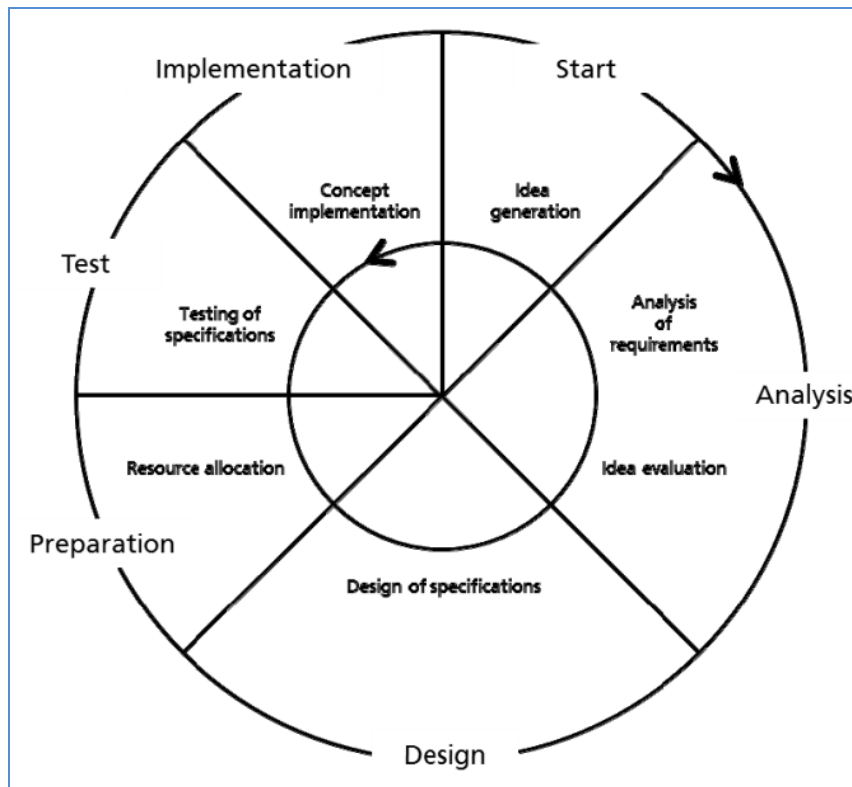 Implementation
Start
Concept
implementation
Idea
generation
Test
Testing of
specifications
Analysis
of
requirements
Analysis
Resource allocation
Idea evaluation
Preparation
Design of specifications
Design